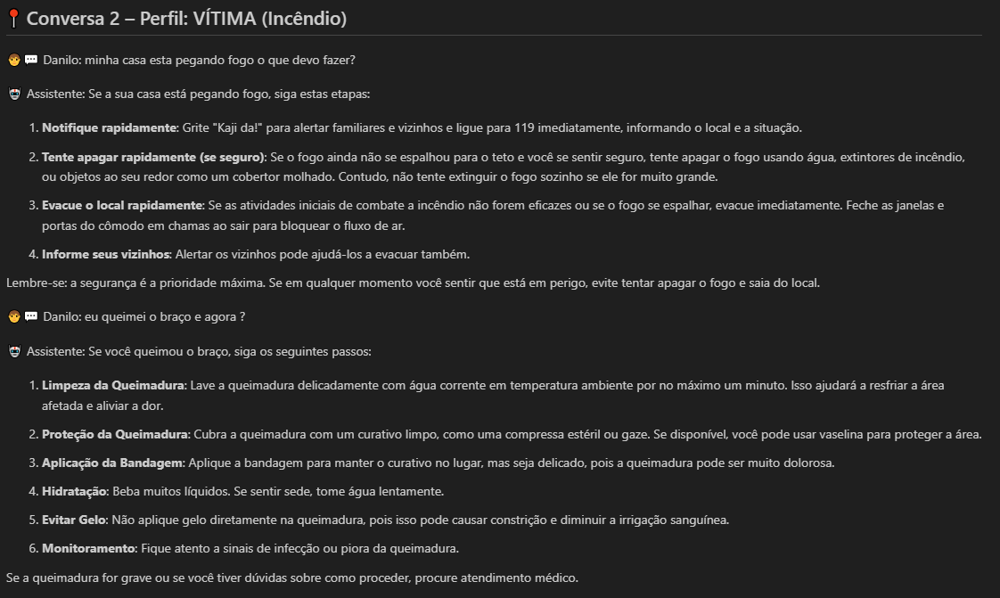 📍 Conversa 2 – Perfil: VÍTIMA (Incêndio)
👨💬 Danilo: minha casa esta pegando fogo o que devo fazer?
🤖 Assistente: Se a sua casa está pegando fogo, siga estas etapas:
1. Notifique rapidamente: Grite "Kaji da!" para alertar familiares e vizinhos e ligue para 119 imediatamente, informando o local e a situação.
2. Tente apagar rapidamente (se seguro): Se o fogo ainda não se espalhou para o teto e você se sentir seguro, tente apagar o fogo usando água, extintores de incêndio,
ou objetos ao seu redor como um cobertor molhado. Contudo, não tente extinguir o fogo sozinho se ele for muito grande.
3. Evacue o local rapidamente: Se as atividades iniciais de combate a incêndio não forem eficazes ou se o fogo se espalhar, evacue imediatamente. Feche as janelas e
portas do cômodo em chamas ao sair para bloquear o fluxo de ar.
4. Informe seus vizinhos: Alertar os vizinhos pode ajudá-los a evacuar também.
Lembre-se: a segurança é a prioridade máxima. Se em qualquer momento você sentir que está em perigo, evite tentar apagar o fogo e saia do local.
👨💬 Danilo: eu queimei o braço e agora ?
🤖 Assistente: Se você queimou o braço, siga os seguintes passos:
1. Limpeza da Queimadura: Lave a queimadura delicadamente com água corrente em temperatura ambiente por no máximo um minuto. Isso ajudará a resfriar a área
afetada e aliviar a dor.
2. Proteção da Queimadura: Cubra a queimadura com um curativo limpo, como uma compressa estéril ou gaze. Se disponível, você pode usar vaselina para proteger a área.
3. Aplicação da Bandagem: Aplique a bandagem para manter o curativo no lugar, mas seja delicado, pois a queimadura pode ser muito dolorosa.
4. Hidratação: Beba muitos líquidos. Se sentir sede, tome água lentamente.
5. Evitar Gelo: Não aplique gelo diretamente na queimadura, pois isso pode causar constrição e diminuir a irrigação sanguínea.
6. Monitoramento: Fique atento a sinais de infecção ou piora da queimadura.
Se a queimadura for grave ou se você tiver dúvidas sobre como proceder, procure atendimento médico.